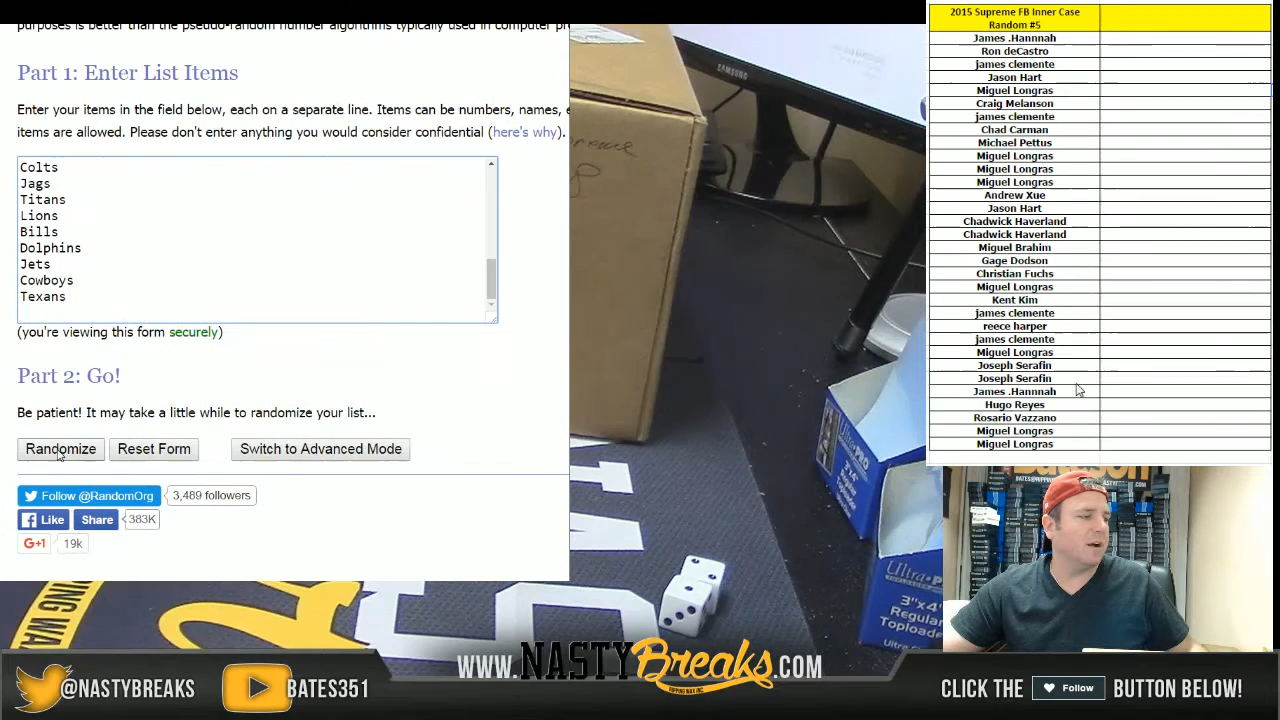 purposes is better than the pseudo-random number algorithms typically used in computer pr
Part 1: Enter List Items
Enter your items in the field below, each on a separate line. Items can be numbers, names, e
items are allowed. Please don't enter anything you would consider confidential (here's why).
Colts
Jags
Titans
Lions
Bills
Dolphins
Jets
Cowboys
Texans
(you're viewing this form securely)
Part 2: Go!
Be patient! It may take a little while to randomize your list...
Randomize
Reset Form
Switch to Advanced Mode
Follow @RandomOrg
3,489 followers
Like
Share
383K
G+1
19k
SAMSUNG
2015 Supreme FB Inner Case
Random #5
James .Hannnah
Ron deCastro
james clemente
Jason Hart
Miguel Longras
Craig Melanson
james clemente
Chad Carman
Michael Pettus
Miguel Longras
Miguel Longras
Miguel Longras
Andrew Xue
Jason Hart
Chadwick Haverland
Chadwick Haverland
Miguel Brahim
Gage Dodson
Christian Fuchs
Miguel Longras
Kent Kim
james clemente
reece harper
james clemente
Miguel Longras
Joseph Serafin
Joseph Serafin
James .Hannnah
Hugo Reyes
Rosario Vazzano
Miguel Longras
Miguel Longras
Ultra PRO
3"x4"
Ultra PRO
3"x4"
Regular
Toploade
@NASTYBREAKS
BATES351
WWW.NASTYBreaks.COM
RIPPING WAX INC
CLICK THE
Follow
BUTTON BELOW!